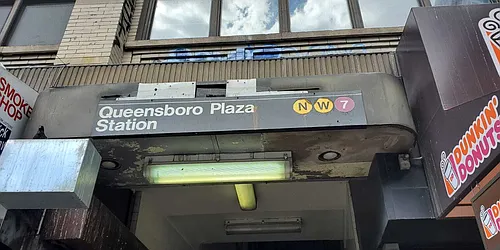 Queensboro Plaza
Station
N W 7
SMOKE
SHOP
DUNKIN'
DONUTS